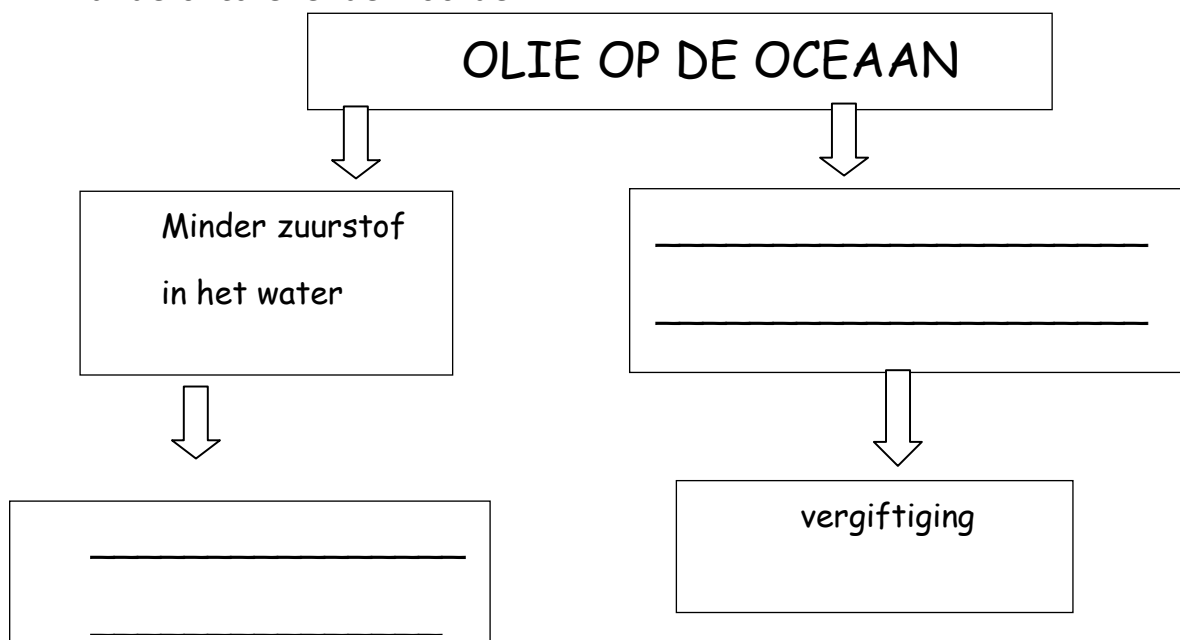 OLIE OP DE OCEAAN
Minder zuurstof
in het water
vergiftiging